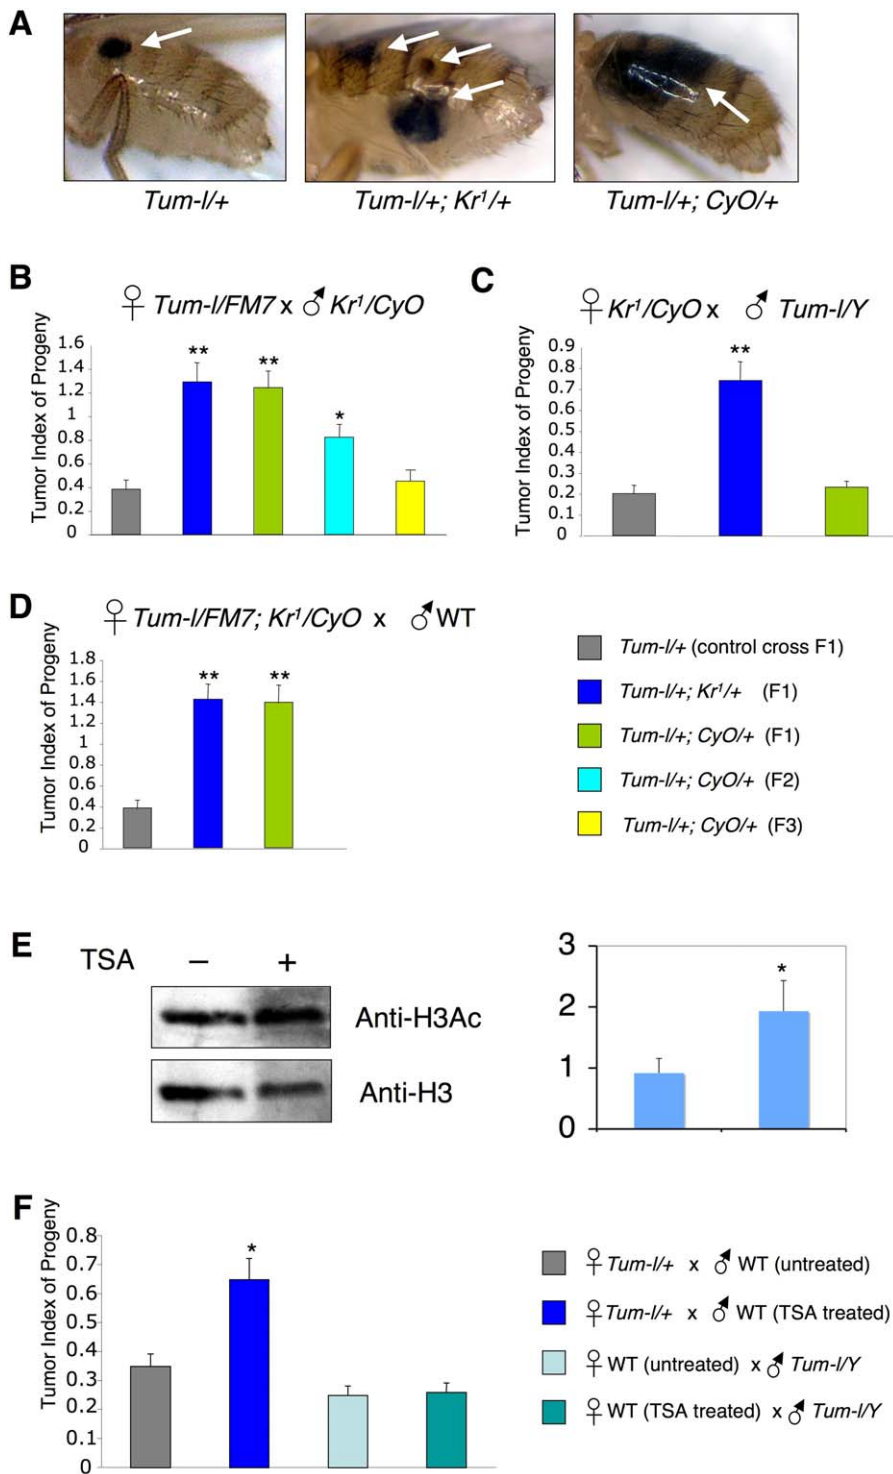 A
Tum-l/+
Tum-l/+; Kr¹/+
Tum-l/+; CyO/+
B
♀ Tum-l/FM7 x ♂ Kr¹/CyO
Tumor Index of Progeny
1.6
1.4
1.2
1
0.8
0.6
0.4
0.2
0
**
**
*
C
♀ Kr¹/CyO x ♂ Tum-l/Y
Tumor Index of Progeny
0.9
0.8
0.7
0.6
0.5
0.4
0.3
0.2
0.1
0
**
D
♀ Tum-l/FM7; Kr¹/CyO x ♂ WT
Tumor Index of Progeny
1.8
1.6
1.4
1.2
1
0.8
0.6
0.4
0.2
0
**
**
Tum-l/+ (control cross F1)
Tum-l/+; Kr¹/+ (F1)
Tum-l/+; CyO/+ (F1)
Tum-l/+; CyO/+ (F2)
Tum-l/+; CyO/+ (F3)
E
TSA – +
Anti-H3Ac
Anti-H3
3
2
1
0
*
F
Tumor Index of Progeny
0.8
0.7
0.6
0.5
0.4
0.3
0.2
0.1
0
*
♀ Tum-l/+ x ♂ WT (untreated)
♀ Tum-l/+ x ♂ WT (TSA treated)
♀ WT (untreated) x ♂ Tum-l/Y
♀ WT (TSA treated) x ♂ Tum-l/Y